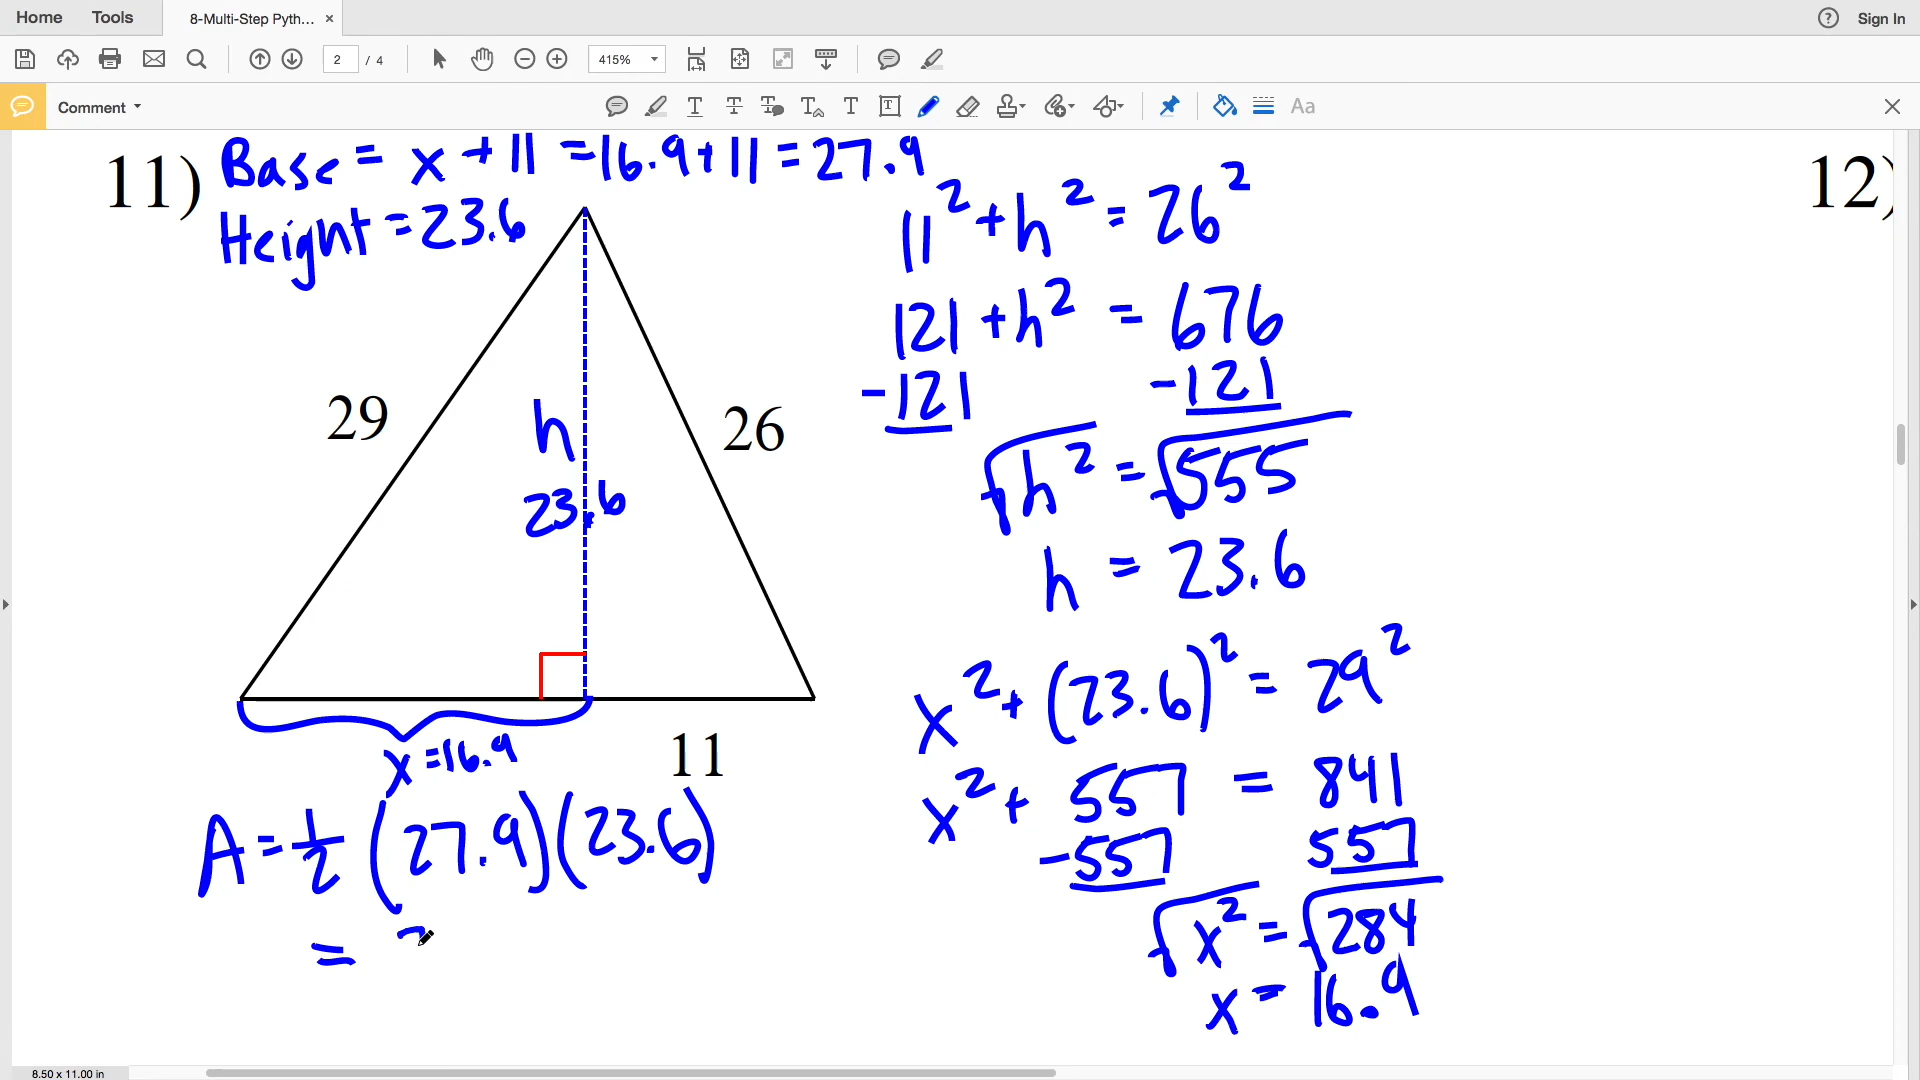 Home Tools 8-Multi-Step Pyth... × Sign In
2 / 4 415%
Comment Aa
11) Base = x + 11 = 16.9 + 11 = 27.9
Height = 23.6
29
h
23.6
26
x = 16.9
11
A = 1/2 (27.9)(23.6)
=
11² + h² = 26²
121 + h² = 676
-121 -121
√h² = √555
h = 23.6
x² + (23.6)² = 29²
x² + 557 = 841
-557 557
√x² = √284
x = 16.9
12)
8.50 x 11.00 in